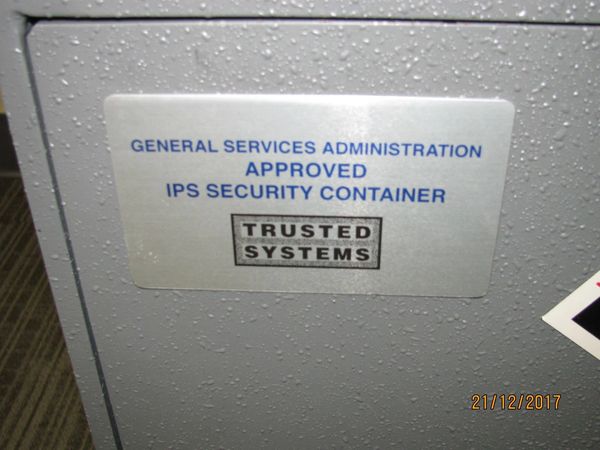 GENERAL SERVICES ADMINISTRATION
APPROVED
IPS SECURITY CONTAINER
TRUSTED
SYSTEMS
21/12/2017